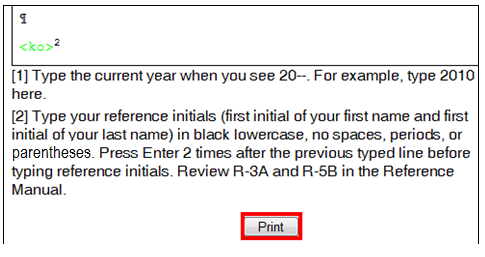 ¶
<ko>2
[1] Type the current year when you see 20--. For example, type 2010
here.
[2] Type your reference initials (first initial of your first name and first
initial of your last name) in black lowercase, no spaces, periods, or
parentheses. Press Enter 2 times after the previous typed line before
typing reference initials. Review R-3A and R-5B in the Reference
Manual.
Print